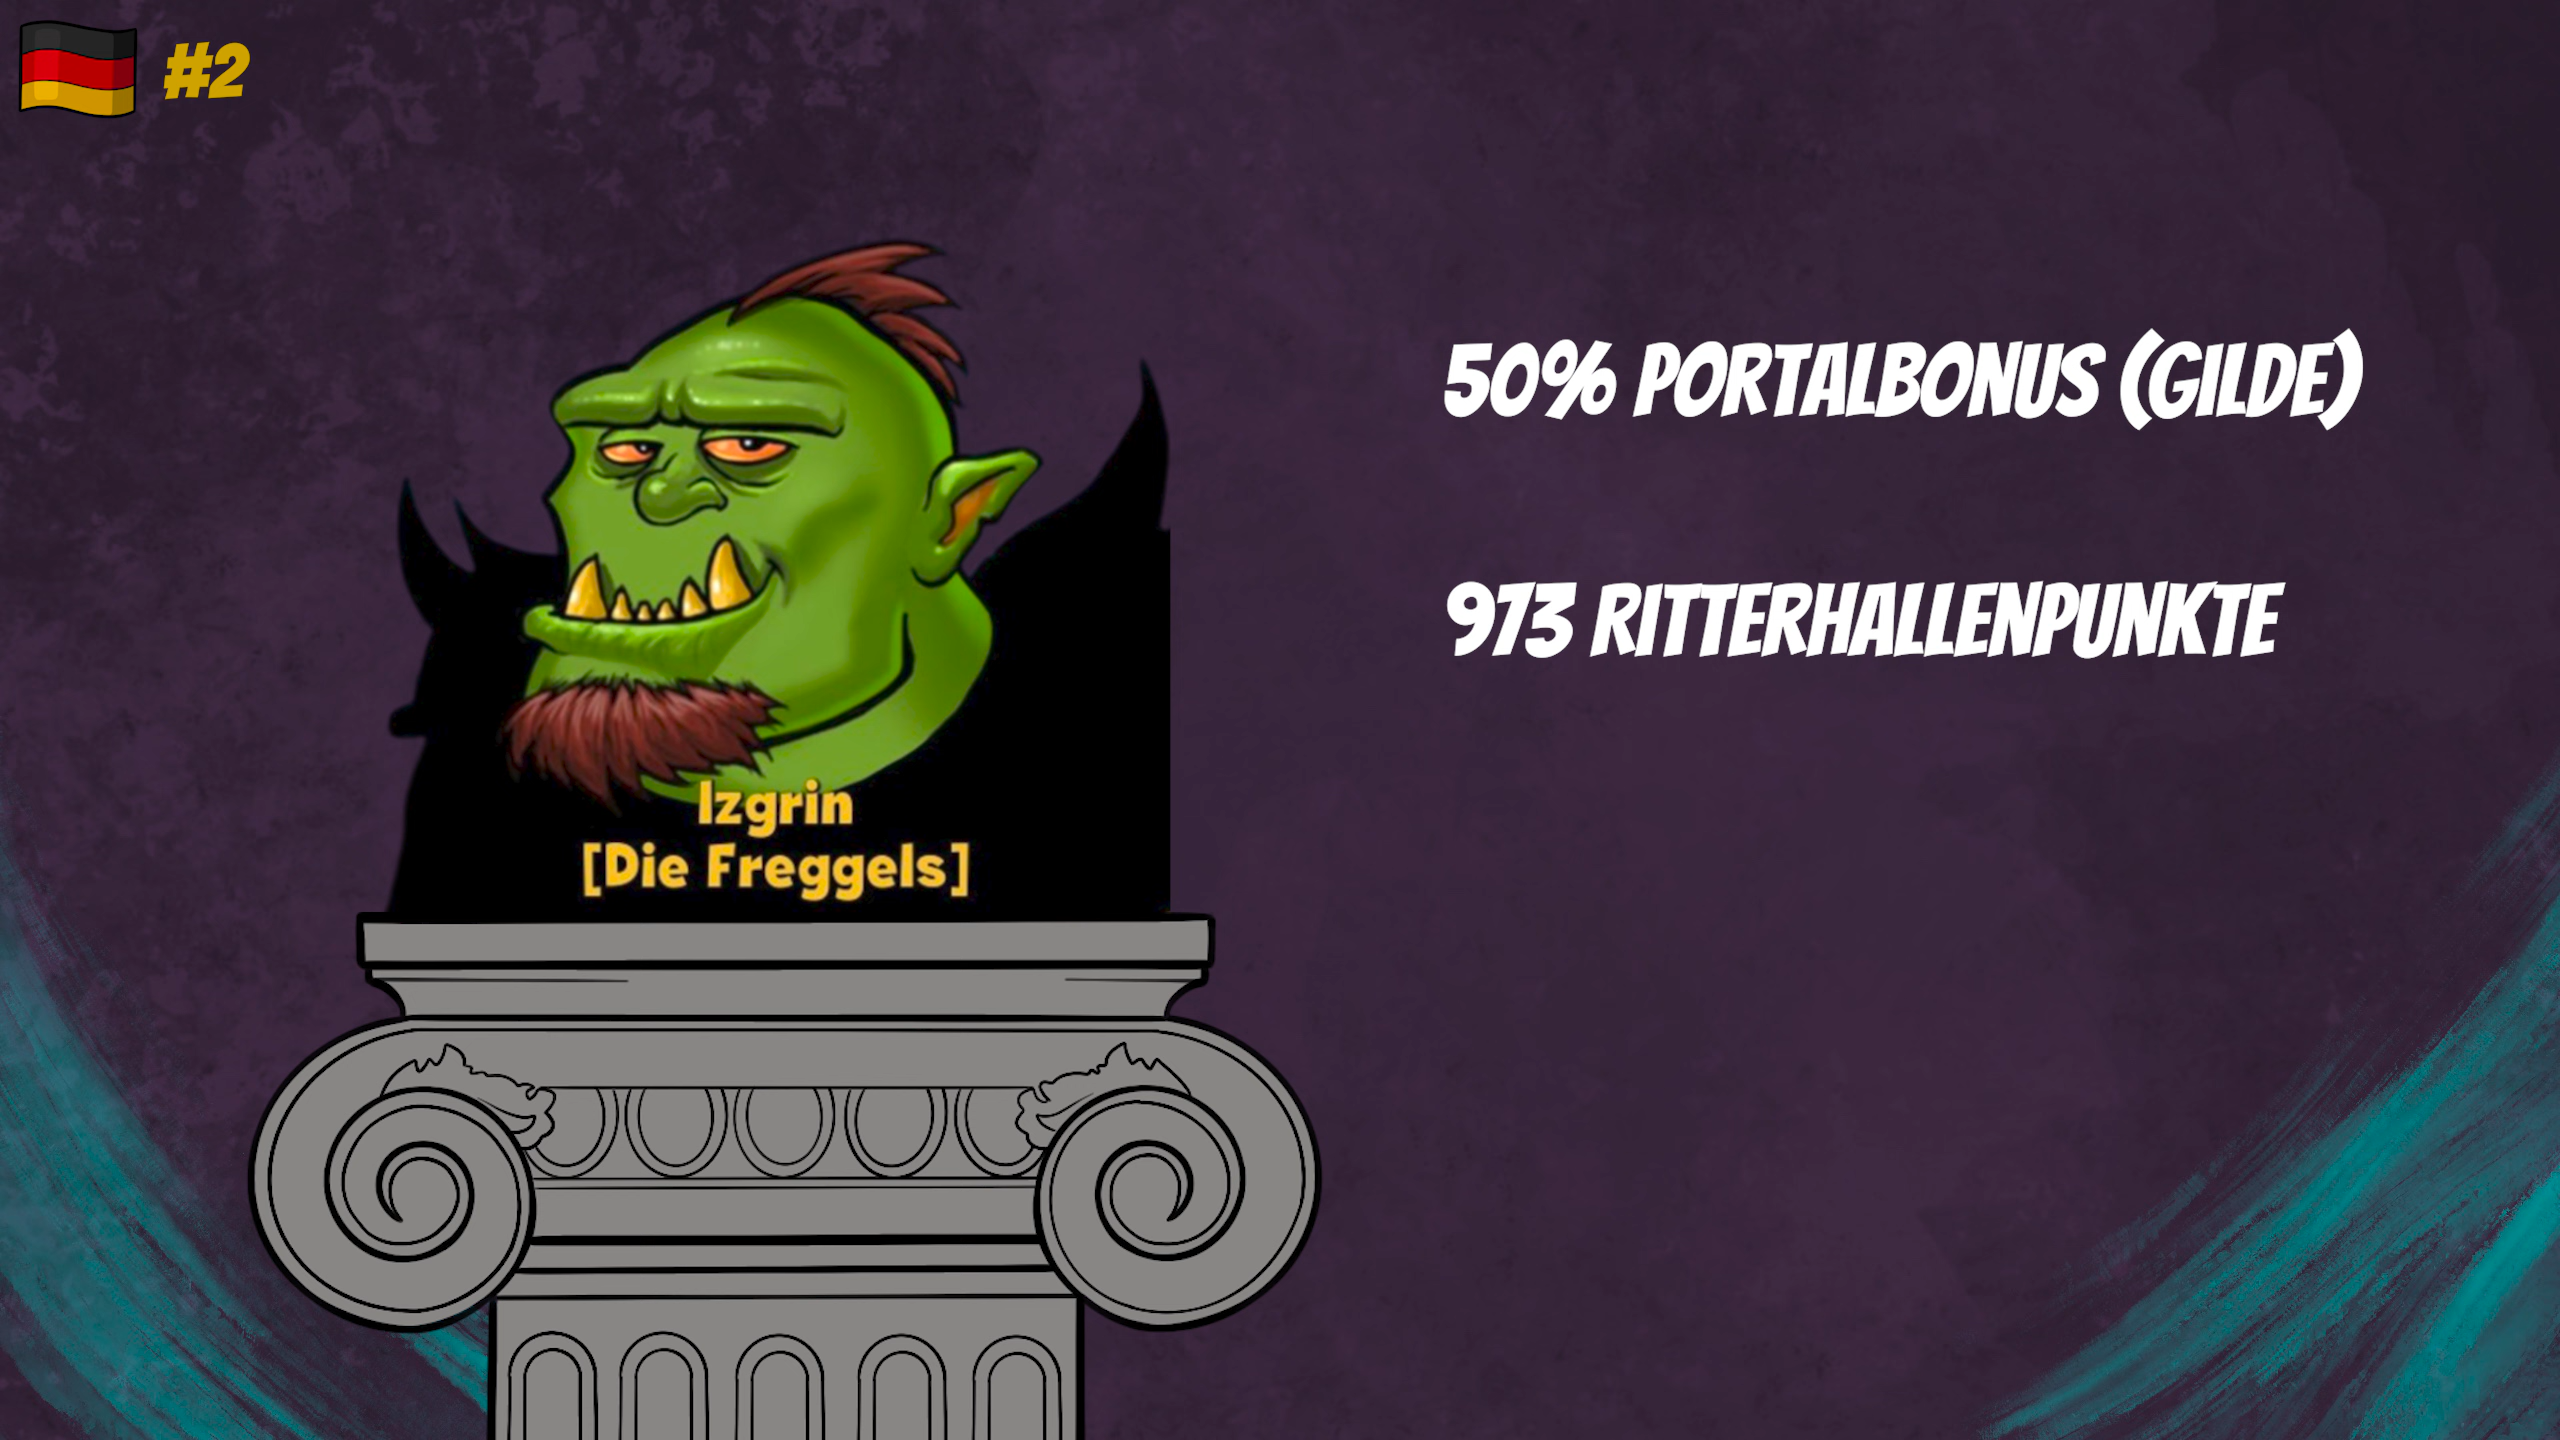 #2
50% PORTALBONUS (GILDE)
973 RITTERHALLENPUNKTE
Izgrin
[Die Freggels]